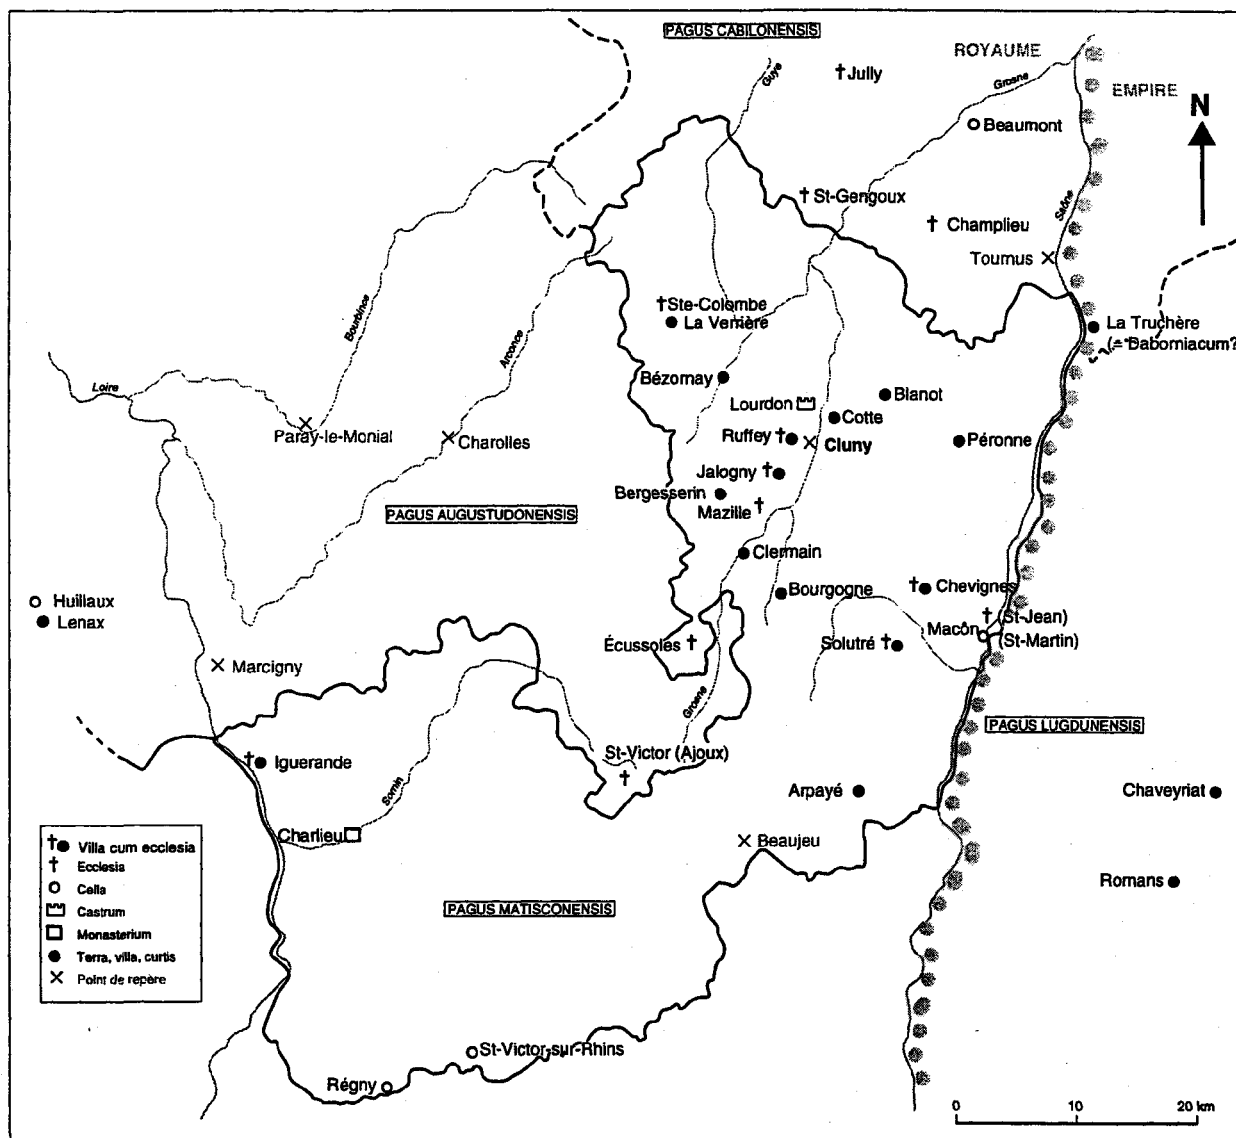 PAGUS CABILONENSIS
ROYAUME
EMPIRE
N
Guye
Jully
Grosne
Beaumont
St-Gengoux
Champlieu
Saône
Tournus
Ste-Colombe
La Verrière
La Truchère
(= Daborniacum?
Bourbince
Arconce
Loire
Bézornay
Blanot
Lourdon
Cotte
Paray-le-Monial
Charolles
Ruffey
Cluny
Péronne
Jalogny
Bergesserin
Mazille
PAGUS AUGUSTUDONENSIS
Clermain
Bourgogne
Chevignes
Huillaux
Lenax
(St-Jean)
Macôn
(St-Martin)
Écussoles
Solutré
Marcigny
Grosne
PAGUS LUGDUNENSIS
St-Victor (Ajoux)
Iguerande
Sornin
Arpayé
Chaveyriat
Charlieu
Beaujeu
Romans
PAGUS MATISCONENSIS
Villa cum ecclesia
Ecclesia
Cella
Castrum
Monasterium
Terra, villa, curtis
Point de repère
St-Victor-sur-Rhins
Régny
0 10 20 km